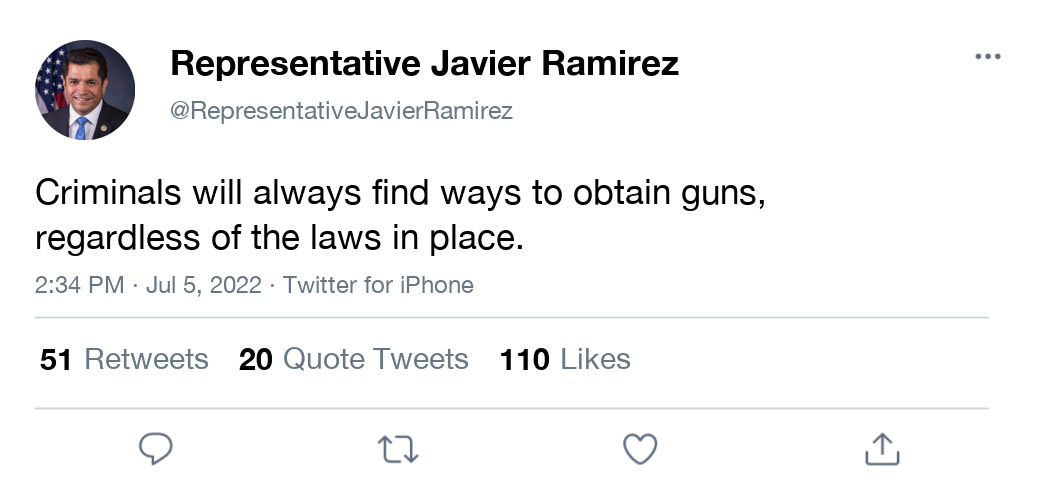 Representative Javier Ramirez
@RepresentativeJavierRamirez
Criminals will always find ways to obtain guns,
regardless of the laws in place.
2:34 PM · Jul 5, 2022 · Twitter for iPhone
51 Retweets 20 Quote Tweets 110 Likes